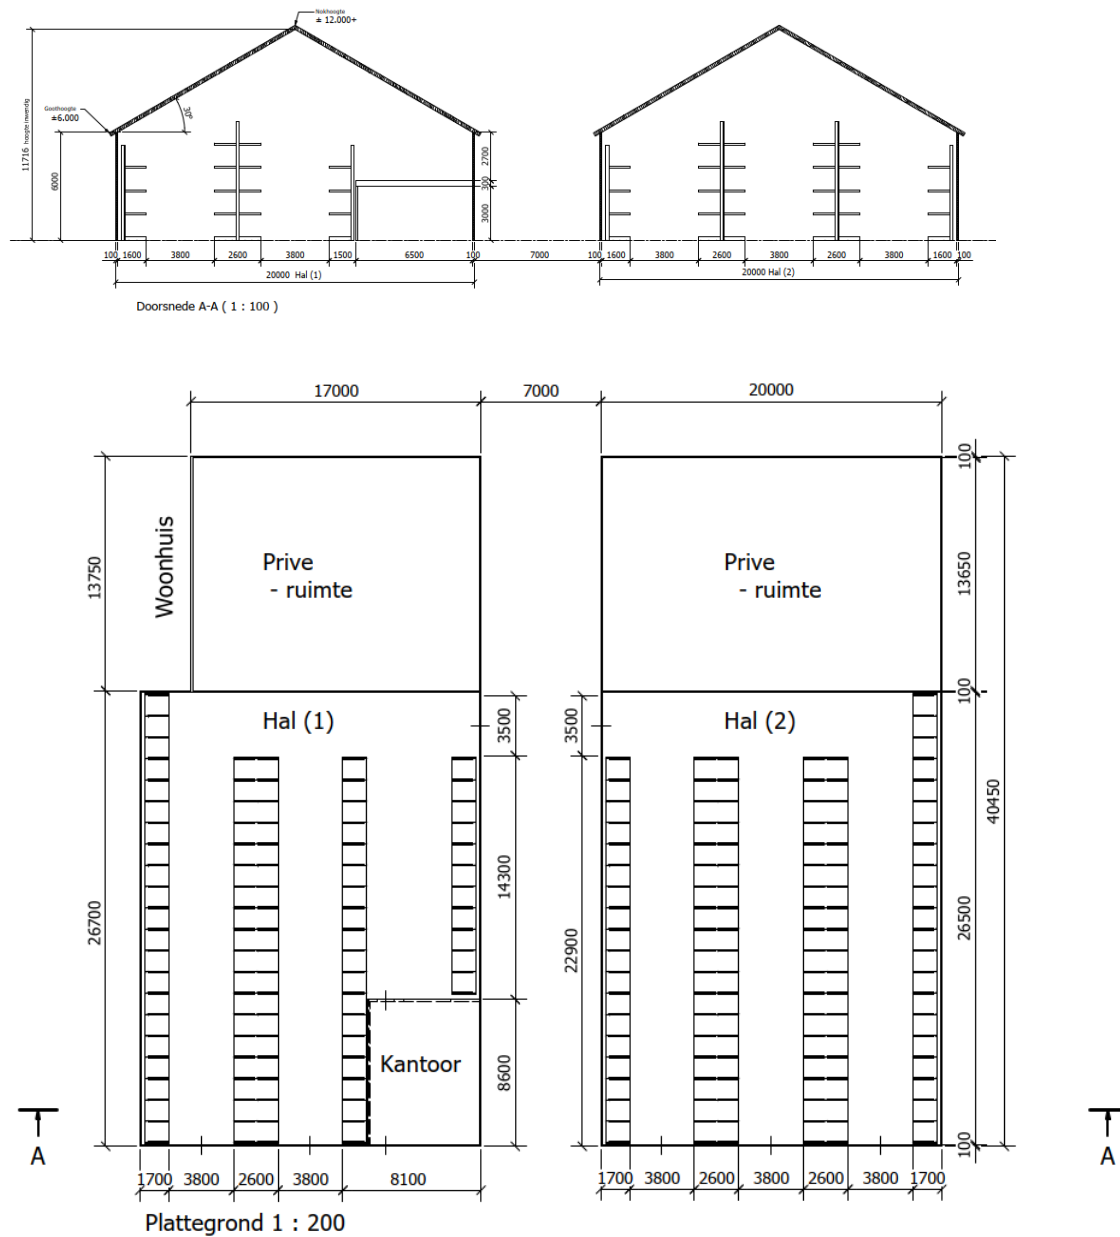 Nokhoogte
± 12.000+
Goothoogte
±6.000
30°
11716 hoogte inwendig
6000
2700
300
3000
100 1600 3800 2600 3800 1500 6500 100 7000 100 1600 3800 2600 3800 2600 3800 1600 100
20000 Hal (1)
20000 Hal (2)
Doorsnede A-A ( 1 : 100 )
17000 7000 20000
100
13750
Woonhuis
Prive
- ruimte
Prive
- ruimte
13650
100
Hal (1)
3500
3500
Hal (2)
40450
26700
14300
22900
26500
Kantoor
8600
100
A
A
1700 3800 2600 3800 8100
1700 3800 2600 3800 2600 3800 1700
Plattegrond 1 : 200